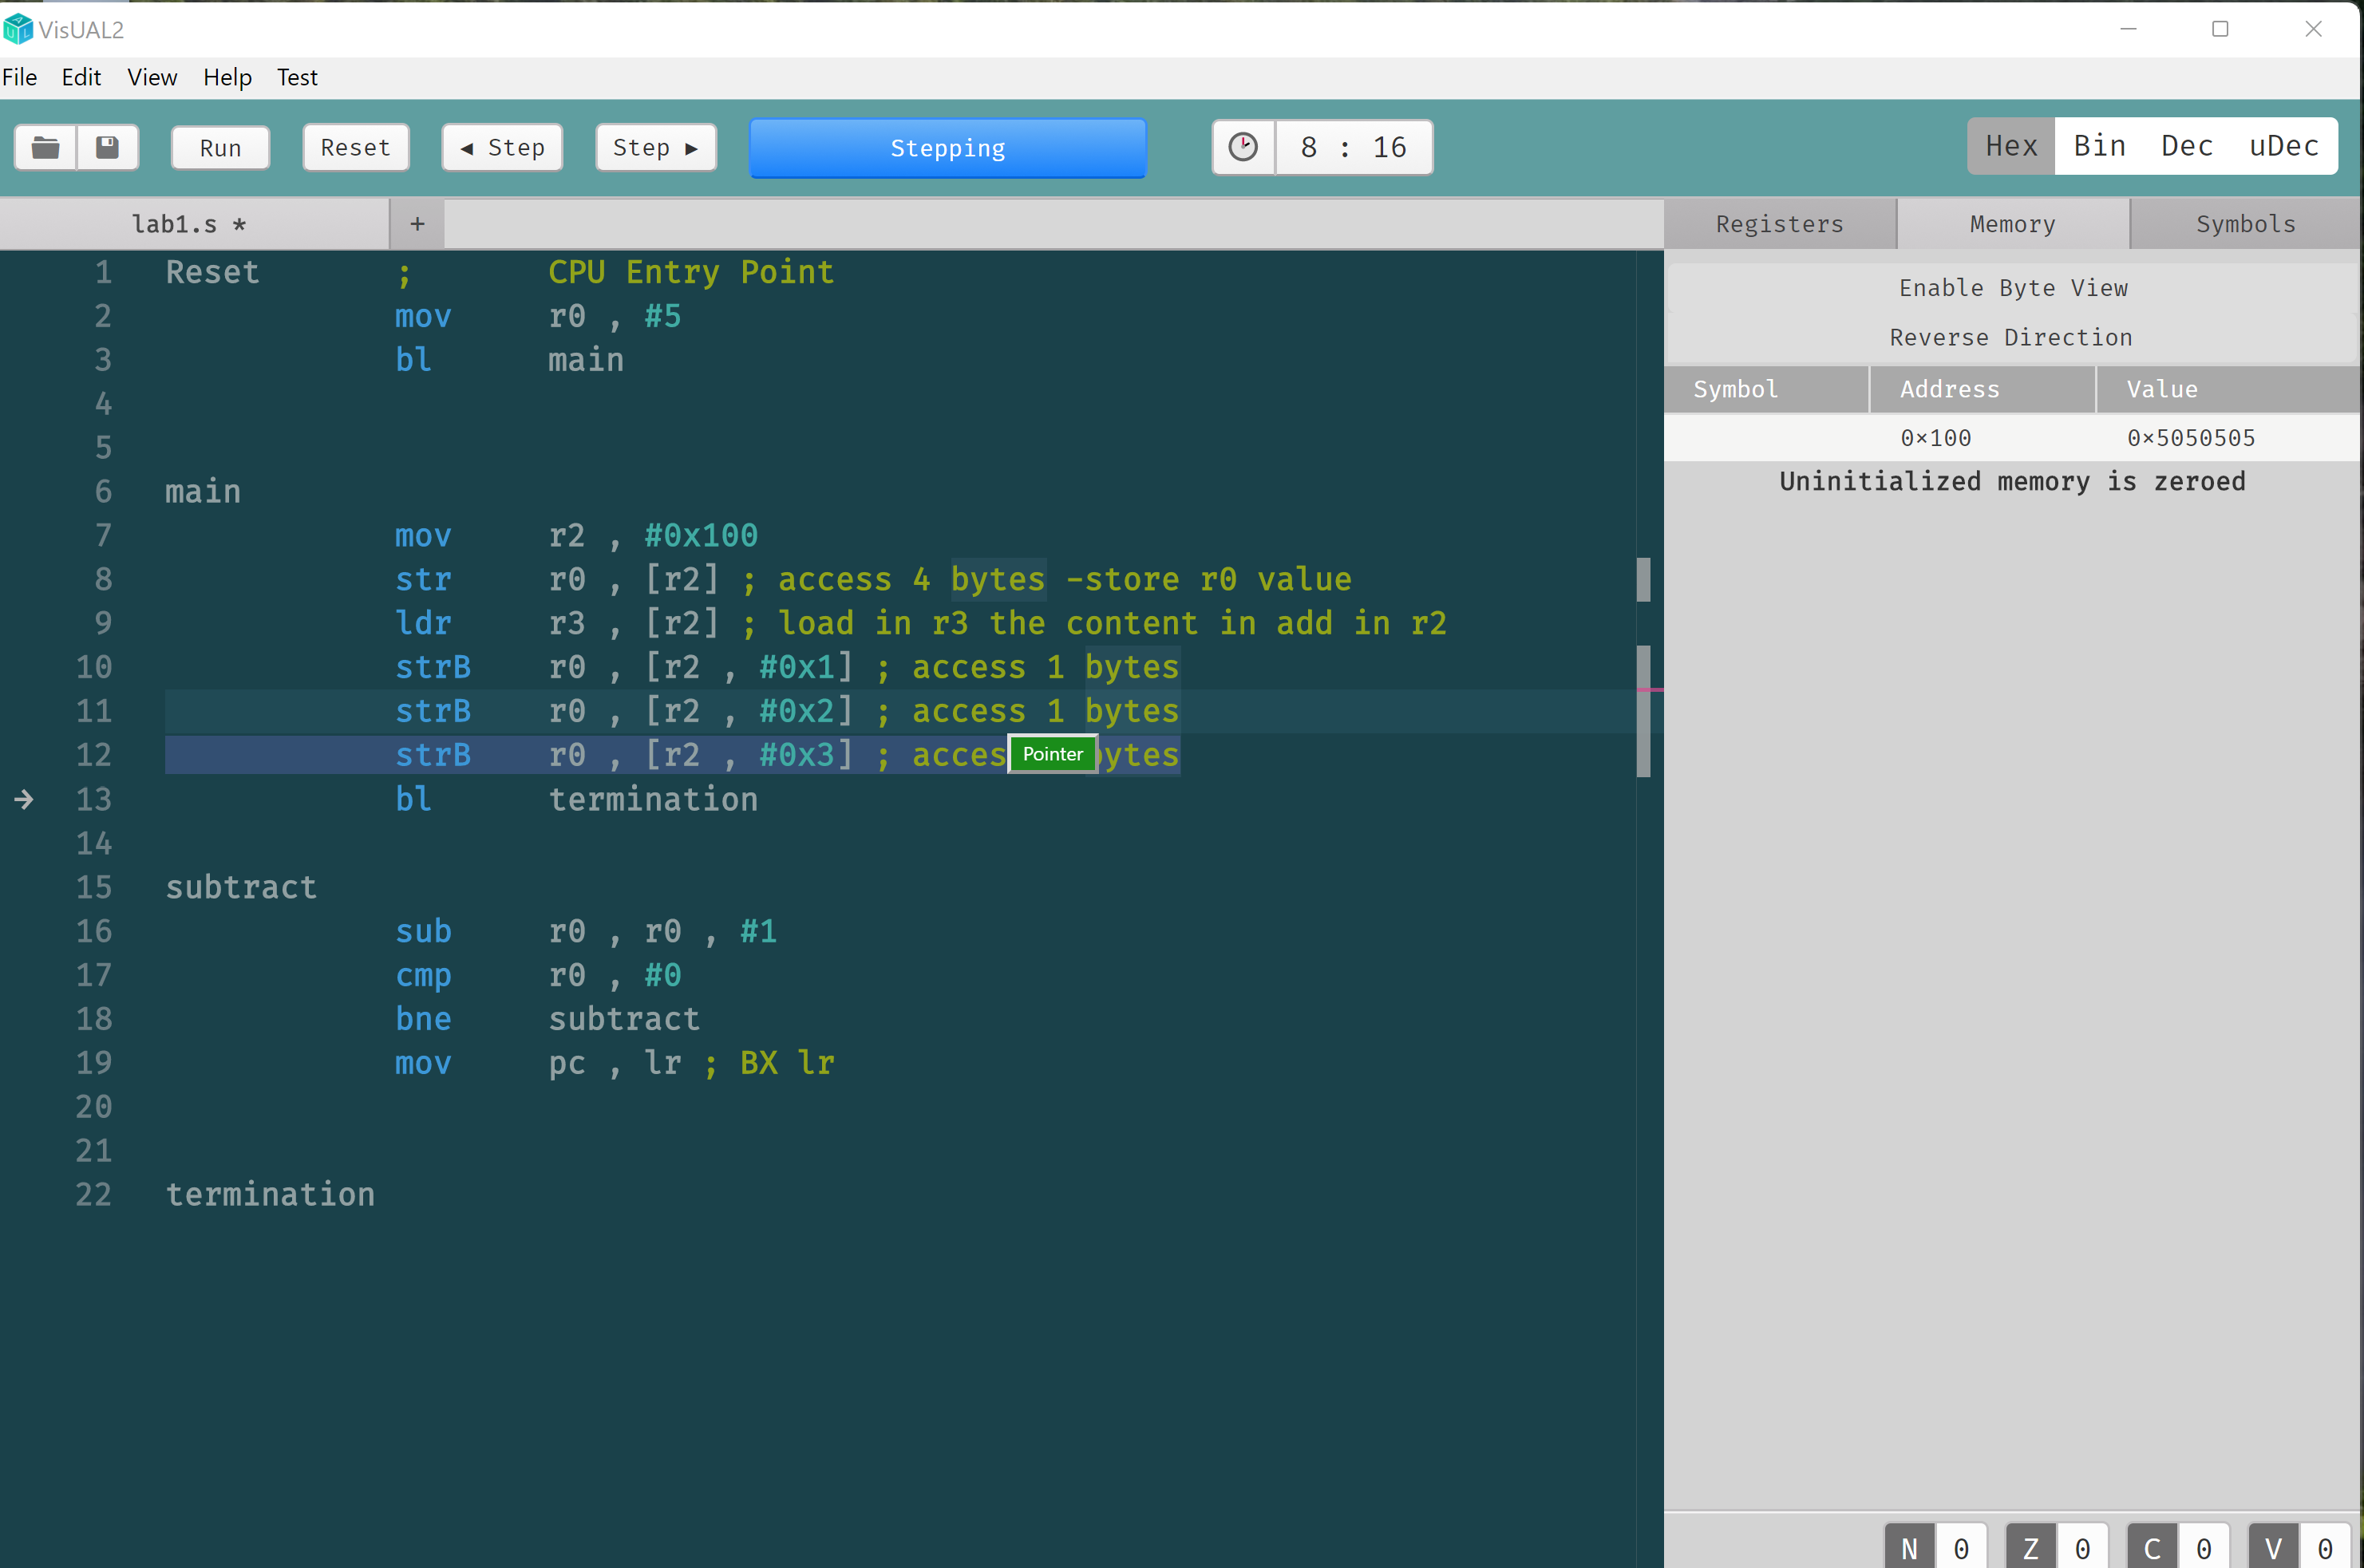 VisUAL2
File Edit View Help Test
Run Reset ◂ Step Step ▸ Stepping 8 : 16 Hex Bin Dec uDec
lab1.s * +
1 Reset ; CPU Entry Point
2 mov r0 , #5
3 bl main
4
5
6 main
7 mov r2 , #0x100
8 str r0 , [r2] ; access 4 bytes -store r0 value
9 ldr r3 , [r2] ; load in r3 the content in add in r2
10 strB r0 , [r2 , #0x1] ; access 1 bytes
11 strB r0 , [r2 , #0x2] ; access 1 bytes
12 strB r0 , [r2 , #0x3] ; acces Pointer bytes
→ 13 bl termination
14
15 subtract
16 sub r0 , r0 , #1
17 cmp r0 , #0
18 bne subtract
19 mov pc , lr ; BX lr
20
21
22 termination
Registers Memory Symbols
Enable Byte View
Reverse Direction
Symbol Address Value
0×100 0×5050505
Uninitialized memory is zeroed
N 0 Z 0 C 0 V 0